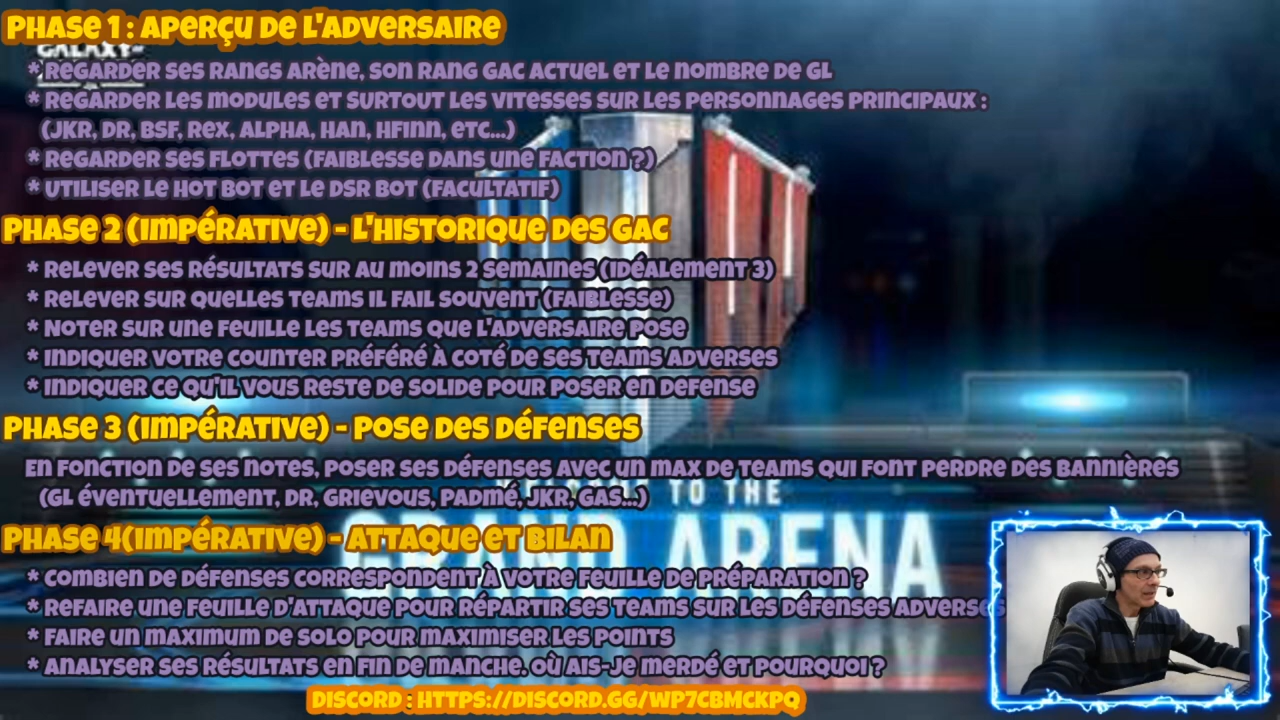 Phase 1 : Aperçu de l'adversaire
GALAXY
* Regarder ses rangs arène, son rang GAC actuel et le nombre de GL
* Regarder les modules et surtout les vitesses sur les personnages principaux :
(JKR, DR, BSF, Rex, Alpha, Han, HFinn, etc...)
* Regarder ses flottes (faiblesse dans une faction ?)
* Utiliser le Hot Bot et le DSR Bot (facultatif)
Phase 2 (Impérative) - L'historique des GAC
* Relever ses résultats sur au moins 2 semaines (idéalement 3)
* Relever sur quelles teams il fail souvent (faiblesse)
* Noter sur une feuille les teams que l'adversaire pose
* Indiquer votre counter préféré à coté de ses teams adverses
* Indiquer ce qu'il vous reste de solide pour poser en defense
Phase 3 (Impérative) - Pose des défenses
En fonction de ses notes, poser ses défenses avec un max de teams qui font perdre des bannières
(GL éventuellement, DR, Grievous, Padmé, JKR, GAS...)
TO THE
GRAND ARENA
Phase 4(Impérative) - Attaque et Bilan
* Combien de défenses correspondent à votre feuille de préparation ?
* Refaire une feuille d'attaque pour répartir ses teams sur les défenses adverses
* Faire un maximum de solo pour maximiser les points
* Analyser ses résultats en fin de manche. Où ais-je merdé et pourquoi ?
Discord : https://discord.gg/WP7CBMCKPQ